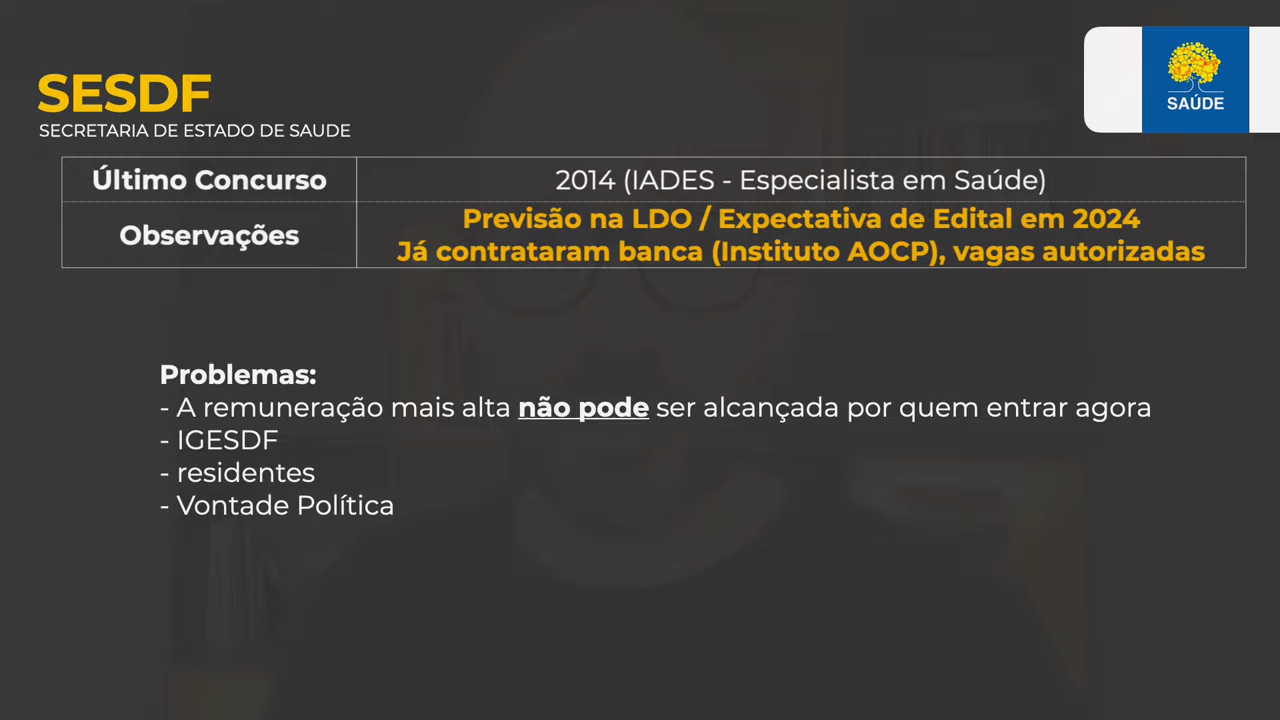 SESDF
SECRETARIA DE ESTADO DE SAUDE
SAÚDE
Último Concurso
2014 (IADES - Especialista em Saúde)
Observações
Previsão na LDO / Expectativa de Edital em 2024
Já contrataram banca (Instituto AOCP), vagas autorizadas
Problemas:
- A remuneração mais alta não pode ser alcançada por quem entrar agora
- IGESDF
- residentes
- Vontade Política